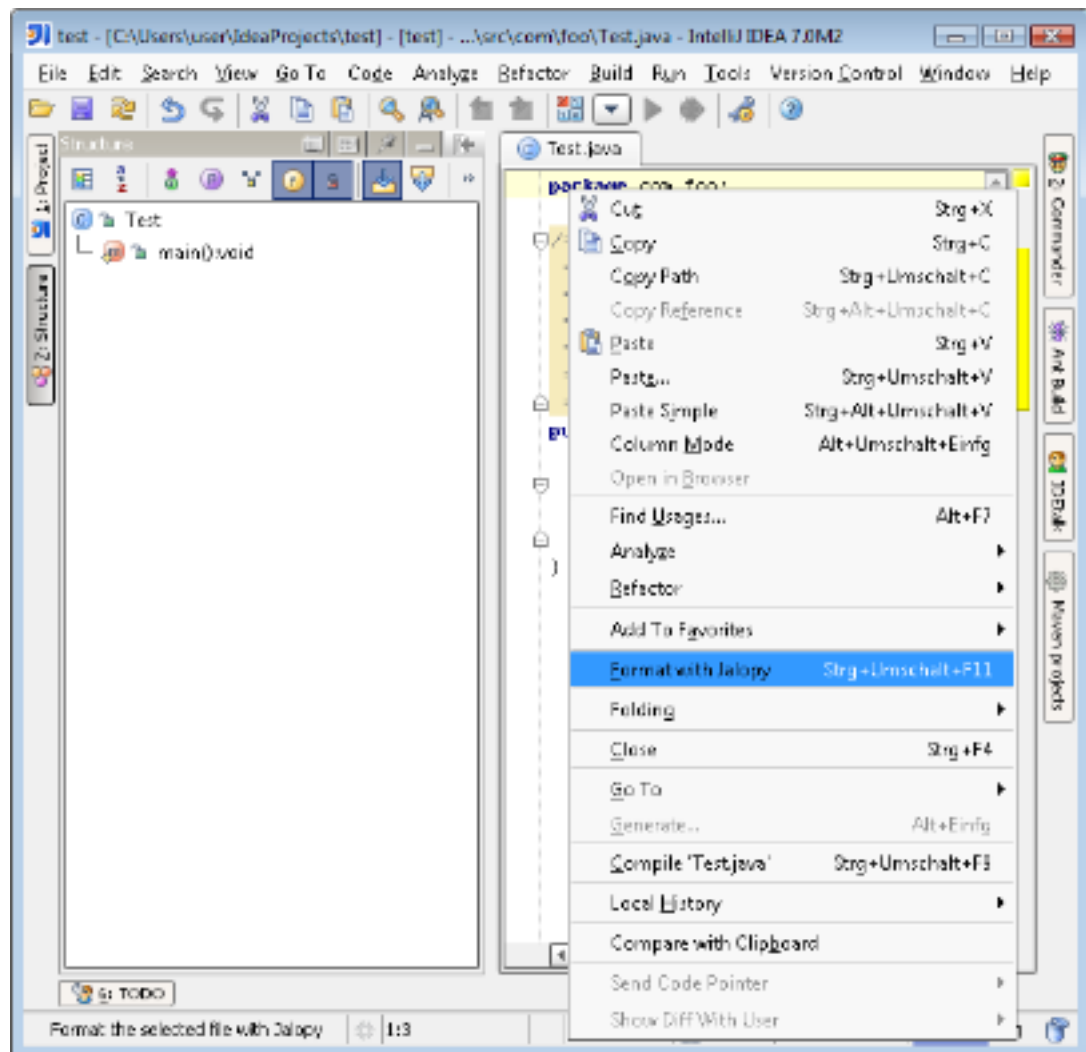 test - [C:\Users\user\IdeaProjects\test] - [test] - ...\src\com\foo\Test.java - IntelliJ IDEA 7.0M2
File Edit Search View Go To Code Analyze Refactor Build Run Tools Version Control Window Help
Structure
Test.java
1: Project
2: Structure
Test
main():void
package com.foo;
Cut Strg+X
Copy Strg+C
Copy Path Strg+Umschalt+C
Copy Reference Strg+Alt+Umschalt+C
Paste Strg+V
Paste... Strg+Umschalt+V
Paste Simple Strg+Alt+Umschalt+V
Column Mode Alt+Umschalt+Einfg
Open in Browser
Find Usages... Alt+F7
Analyze
Refactor
Add To Favorites
Format with Jalopy Strg+Umschalt+F11
Folding
Close Strg+F4
Go To
Generate... Alt+Einfg
Compile 'Test.java' Strg+Umschalt+F9
Local History
Compare with Clipboard
Send Code Pointer
Show Diff With User
2: Commander
Ant Build
IDEtalk
Maven projects
6: TODO
Format the selected file with Jalopy 1:3